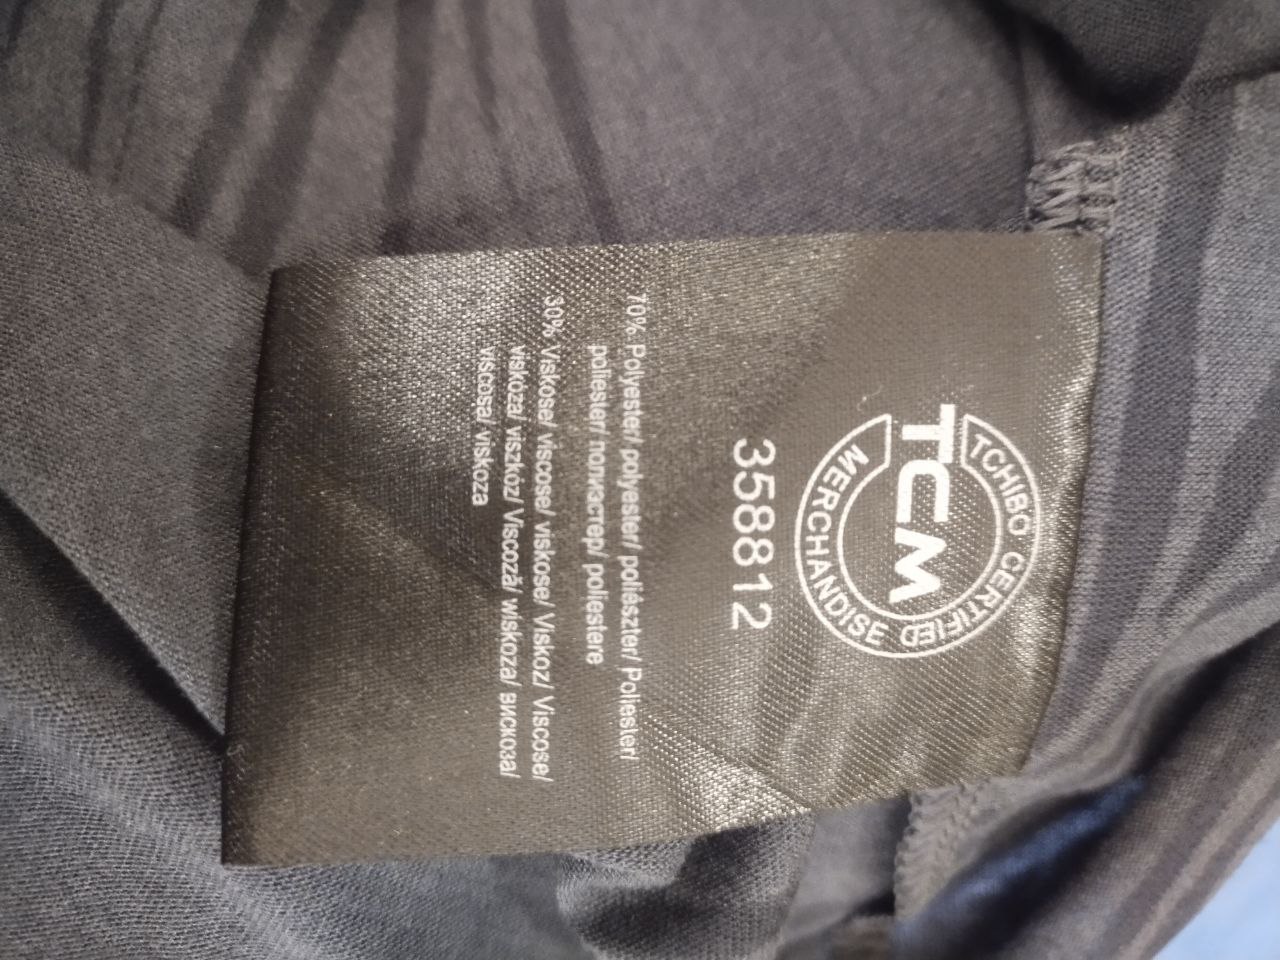 TCHIBO CERTIFIED
TCM
MERCHANDISE
358812
70% Polyester/ polyester/ poliészter/ Poliester/
poliester/ полиэстер/ poliestere
30% Viskose/ viscose/ viskose/ Viskoz/ Viscose/
viskoza/ viszkóz/ Viscoză/ wiskoza/ вискоза/
viscosa/ viskoza